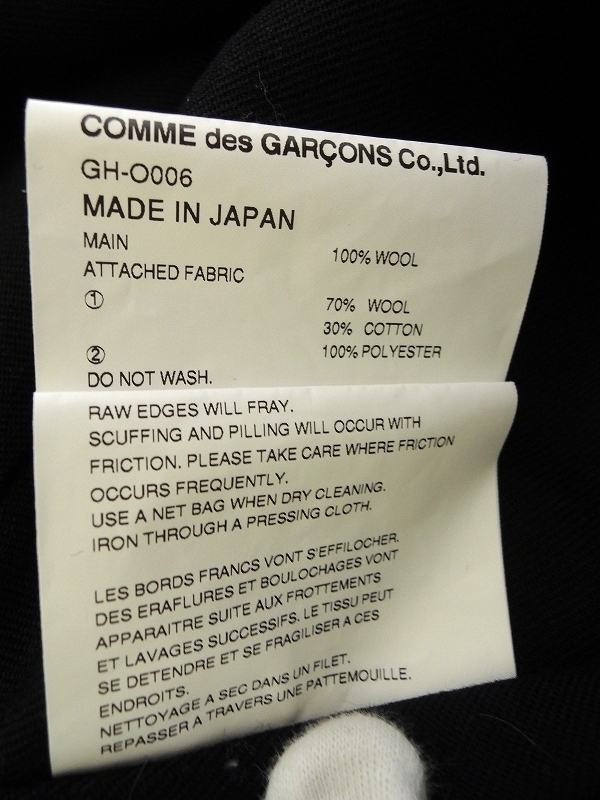 COMME des GARÇONS Co.,Ltd.
GH-O006
MADE IN JAPAN
MAIN 100% WOOL
ATTACHED FABRIC
① 70% WOOL
30% COTTON
② 100% POLYESTER
DO NOT WASH.
RAW EDGES WILL FRAY.
SCUFFING AND PILLING WILL OCCUR WITH
FRICTION. PLEASE TAKE CARE WHERE FRICTION
OCCURS FREQUENTLY.
USE A NET BAG WHEN DRY CLEANING.
IRON THROUGH A PRESSING CLOTH.
LES BORDS FRANCS VONT S'EFFILOCHER.
DES ERAFLURES ET BOULOCHAGES VONT
APPARAITRE SUITE AUX FROTTEMENTS
ET LAVAGES SUCCESSIFS. LE TISSU PEUT
SE DETENDRE ET SE FRAGILISER A CES
ENDROITS.
NETTOYAGE A SEC DANS UN FILET.
REPASSER A TRAVERS UNE PATTEMOUILLE.